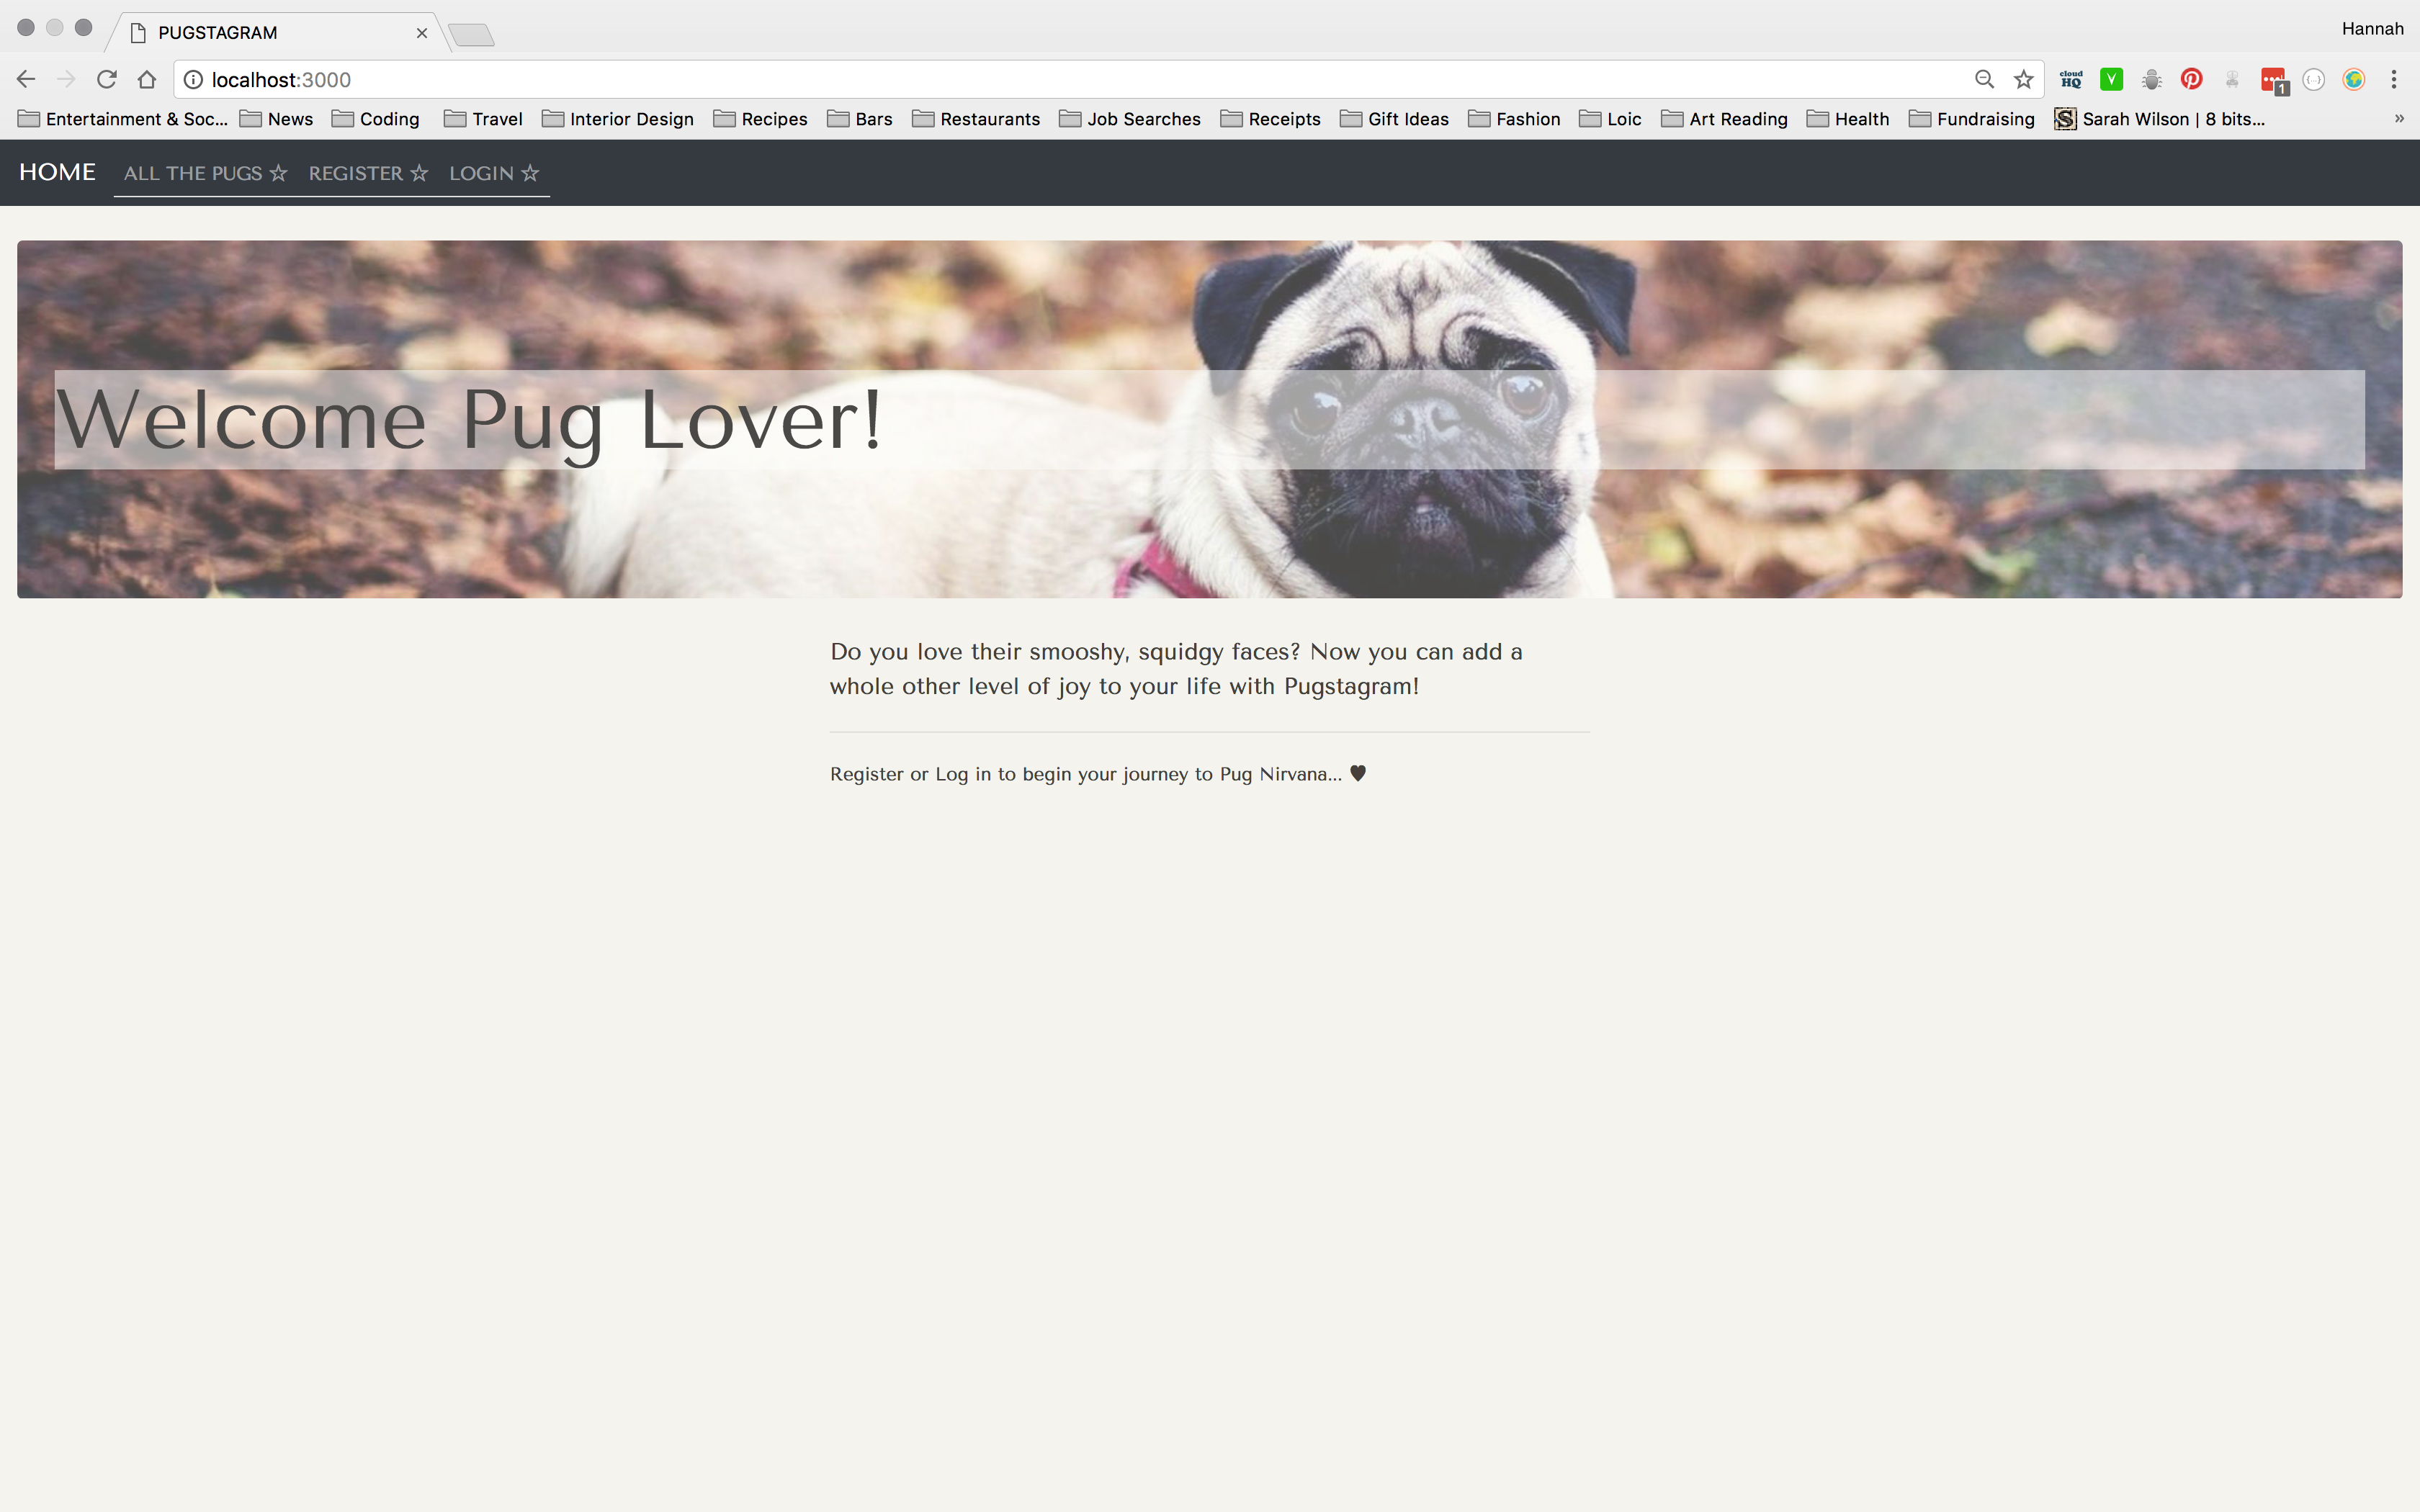 PUGSTAGRAM
Hannah
localhost:3000
cloud HQ
1
Entertainment & Soc... News Coding Travel Interior Design Recipes Bars Restaurants Job Searches Receipts Gift Ideas Fashion Loic Art Reading Health Fundraising Sarah Wilson | 8 bits... »
HOME ALL THE PUGS ☆ REGISTER ☆ LOGIN ☆
Welcome Pug Lover!
Do you love their smooshy, squidgy faces? Now you can add a
whole other level of joy to your life with Pugstagram!
Register or Log in to begin your journey to Pug Nirvana... ♥